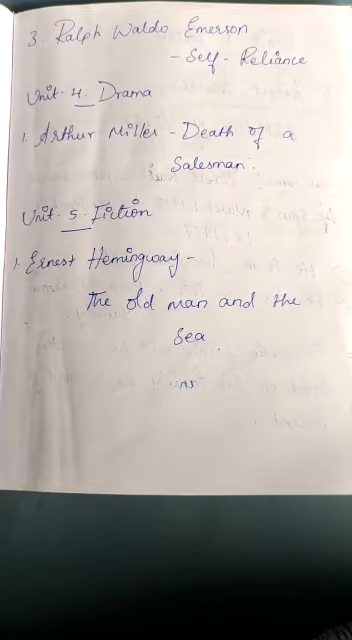 3. Ralph Waldo Emerson
- Self - Reliance
Unit - 4. Drama
1. Arthur Miller - Death of a
Salesman.
Unit - 5. Fiction
1. Ernest Hemingway -
The old man and the
Sea.